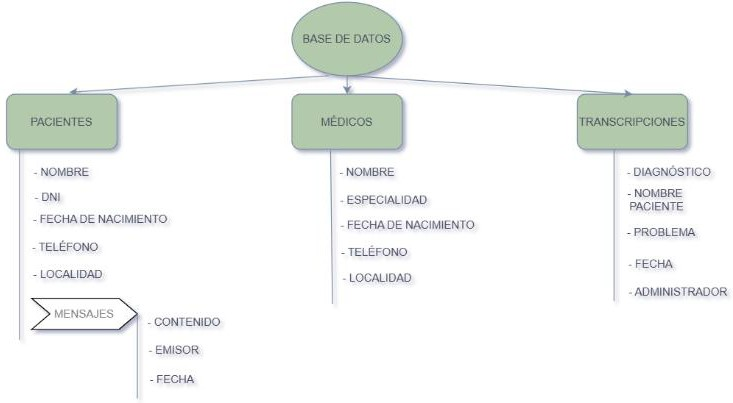 BASE DE DATOS
PACIENTES
- NOMBRE
- DNI
- FECHA DE NACIMIENTO
- TELÉFONO
- LOCALIDAD
MENSAJES
- CONTENIDO
- EMISOR
- FECHA
MÉDICOS
- NOMBRE
- ESPECIALIDAD
- FECHA DE NACIMIENTO
- TELÉFONO
- LOCALIDAD
TRANSCRIPCIONES
- DIAGNÓSTICO
- NOMBRE
PACIENTE
- PROBLEMA
- FECHA
- ADMINISTRADOR